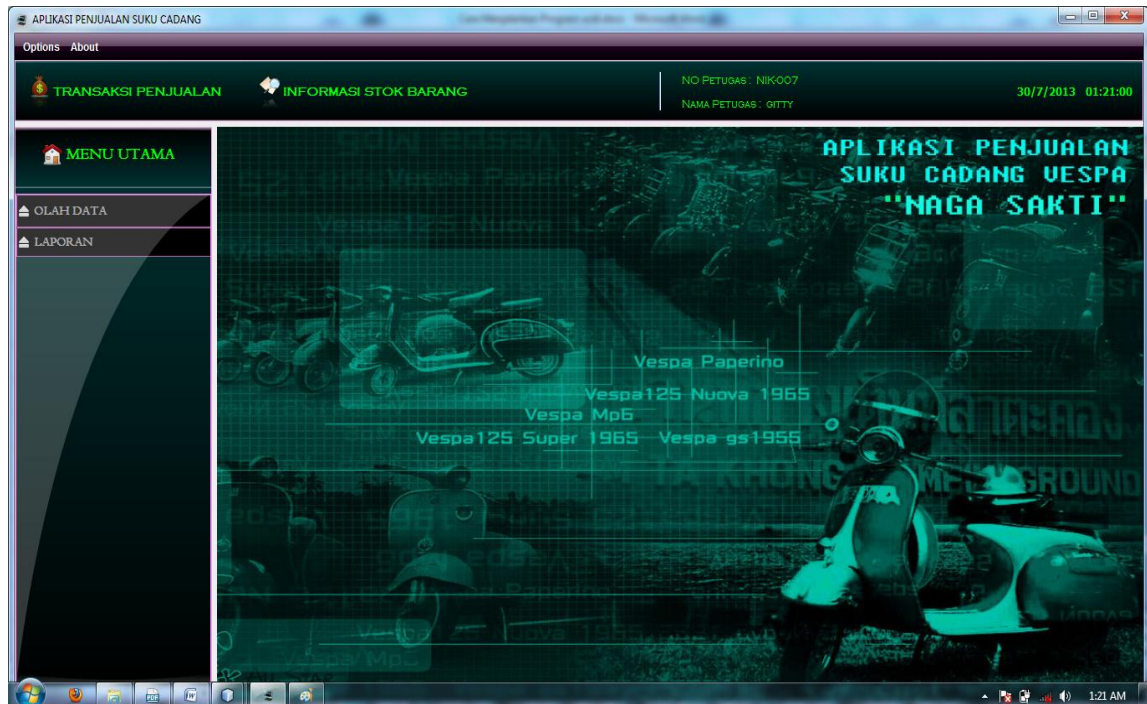 APLIKASI PENJUALAN SUKU CADANG
Options About
TRANSAKSI PENJUALAN
INFORMASI STOK BARANG
NO PETUGAS : NIK-007
NAMA PETUGAS : GITTY
30/7/2013 01:21:00
MENU UTAMA
OLAH DATA
LAPORAN
APLIKASI PENJUALAN
SUKU CADANG VESPA
"NAGA SAKTI"
Vespa Paperino
Vespa125 Nuova 1965
Vespa Mp6
Vespa125 Super 1965 Vespa gs1955
1:21 AM